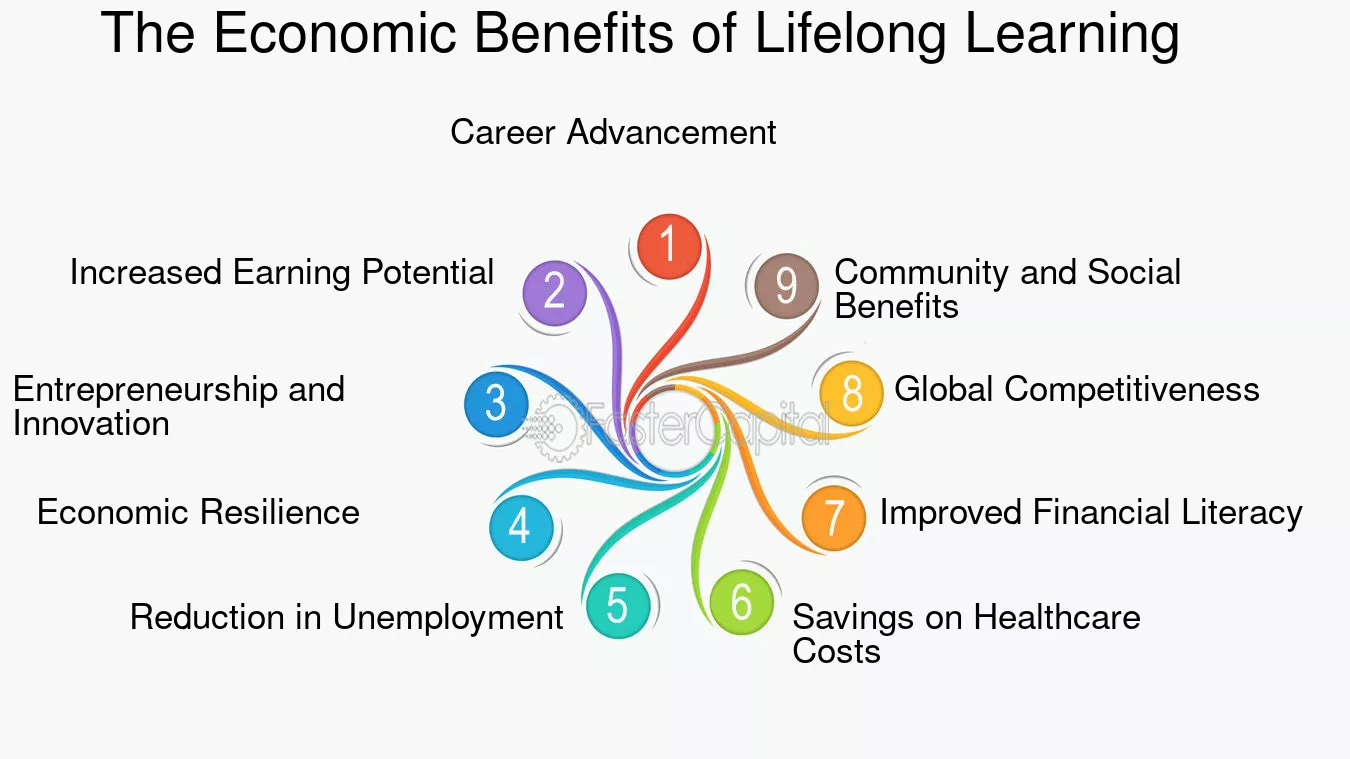 The Economic Benefits of Lifelong Learning
Career Advancement
1
Increased Earning Potential
2
9
Community and Social
Benefits
Entrepreneurship and
Innovation
3
8
Global Competitiveness
FasterCapital
Economic Resilience
4
7
Improved Financial Literacy
Reduction in Unemployment
5
6
Savings on Healthcare
Costs